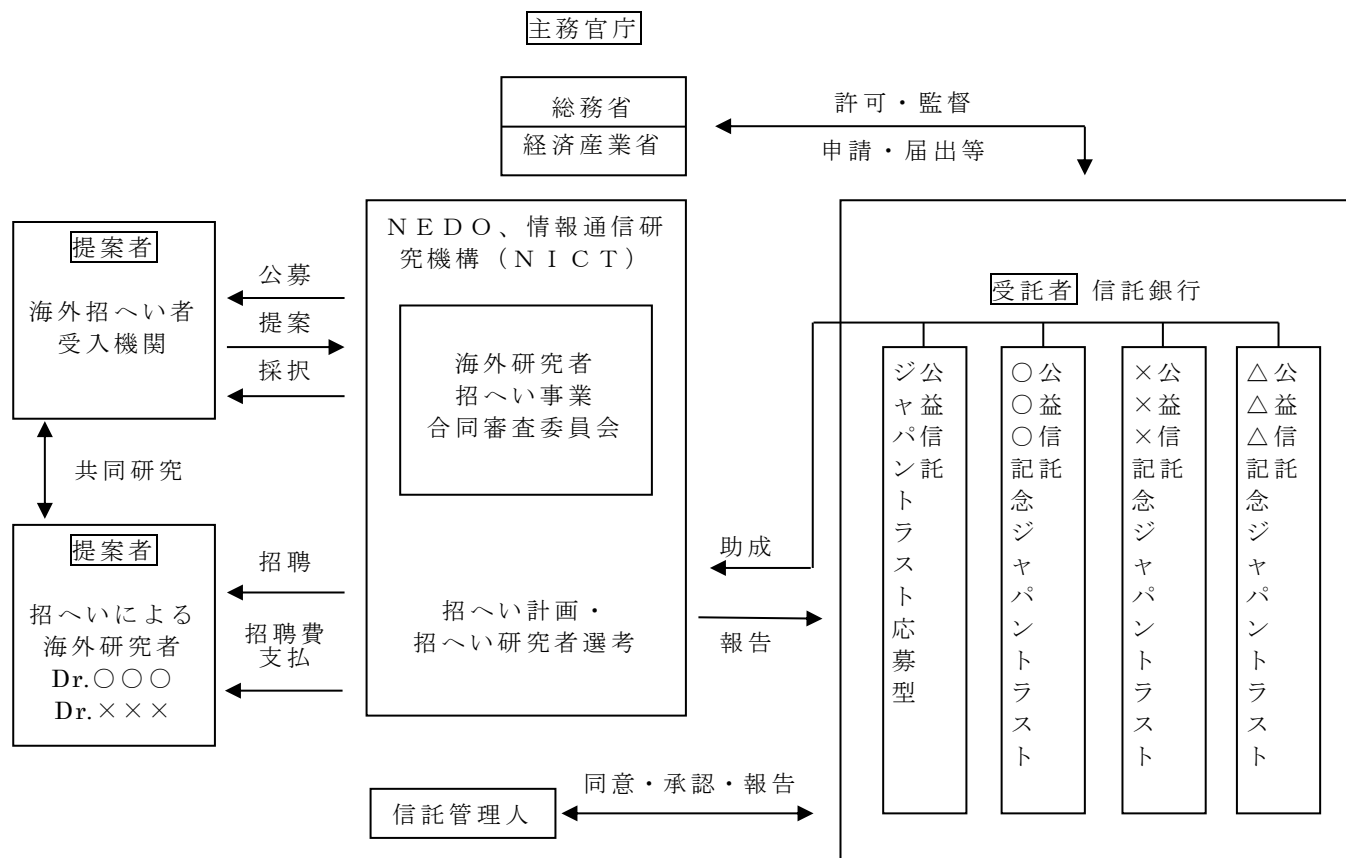 主務官庁
総務省
経済産業省
許可・監督
申請・届出等
提案者
海外招へい者
受入機関
公募
提案
採択
NEDO、情報通信研
究機構(NICT)
海外研究者
招へい事業
合同審査委員会
招へい計画・
招へい研究者選考
共同研究
提案者
招へいによる
海外研究者
Dr.○○○
Dr.×××
招聘
招聘費
支払
助成
報告
受託者 信託銀行
公益信託
ジャパントラスト応募型
公益信託
○○○記念ジャパントラスト
公益信託
×××記念ジャパントラスト
公益信託
△△△記念ジャパントラスト
信託管理人
同意・承認・報告